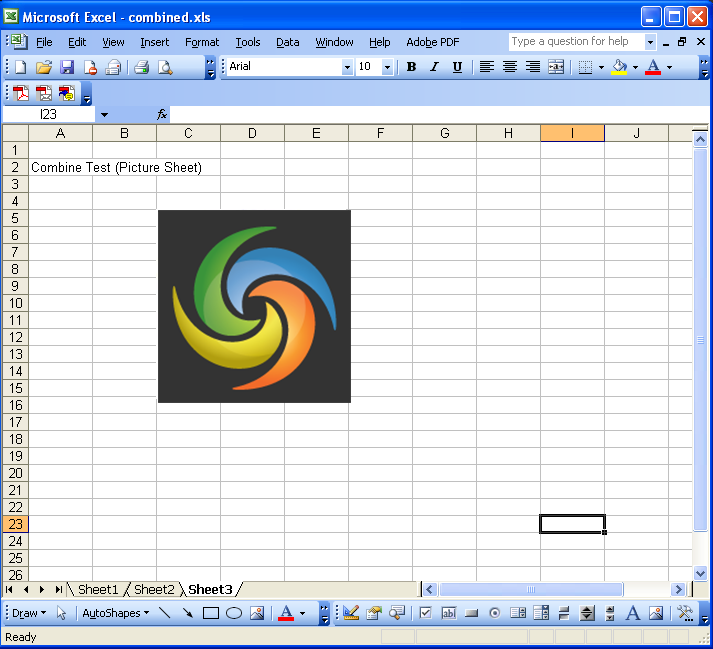 Microsoft Excel - combined.xls
File Edit View Insert Format Tools Data Window Help Adobe PDF Type a question for help
Arial 10 B I U A
I23 fx
A B C D E F G H I J
1
2 Combine Test (Picture Sheet)
3
4
5
6
7
8
9
10
11
12
13
14
15
16
17
18
19
20
21
22
23
24
25
26
Sheet1 Sheet2 Sheet3
Draw AutoShapes A ab A
Ready